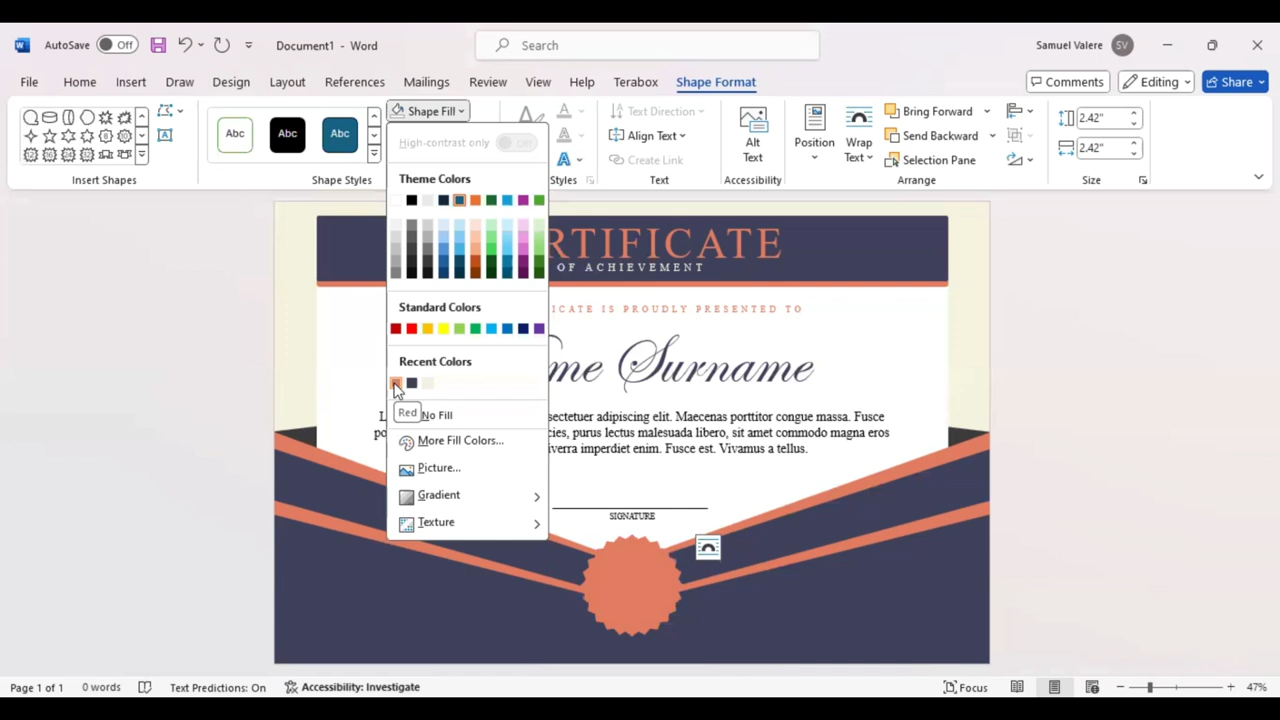 AutoSave Off Document1 - Word Search Samuel Valere SV
File Home Insert Draw Design Layout References Mailings Review View Help Terabox Shape Format Comments Editing Share
Abc Abc Abc Shape Fill Text Direction Bring Forward 2.42"
Align Text Alt Text Position Wrap Text Send Backward 2.42"
Create Link Selection Pane
Insert Shapes Shape Styles Styles Text Accessibility Arrange Size
High-contrast only Off
Theme Colors
Standard Colors
Recent Colors
Red
No Fill
More Fill Colors...
Picture...
Gradient
Texture
RTIFICATE
OF ACHIEVEMENT
ICATE IS PROUDLY PRESENTED TO
me Surname
L
sectetuer adipiscing elit. Maecenas porttitor congue massa. Fusce
po
cies, purus lectus malesuada libero, sit amet commodo magna eros
viverra imperdiet enim. Fusce est. Vivamus a tellus.
SIGNATURE
Page 1 of 1 0 words Text Predictions: On Accessibility: Investigate Focus 47%